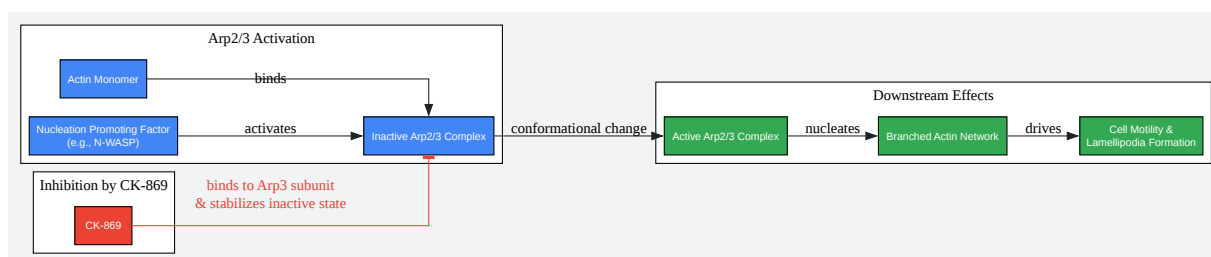 Arp2/3 Activation
Actin Monomer
binds
Nucleation Promoting Factor
(e.g., N-WASP)
activates
Inactive Arp2/3 Complex
conformational change
Downstream Effects
Active Arp2/3 Complex
nucleates
Branched Actin Network
drives
Cell Motility &
Lamellipodia Formation
Inhibition by CK-869
CK-869
binds to Arp3 subunit
& stabilizes inactive state